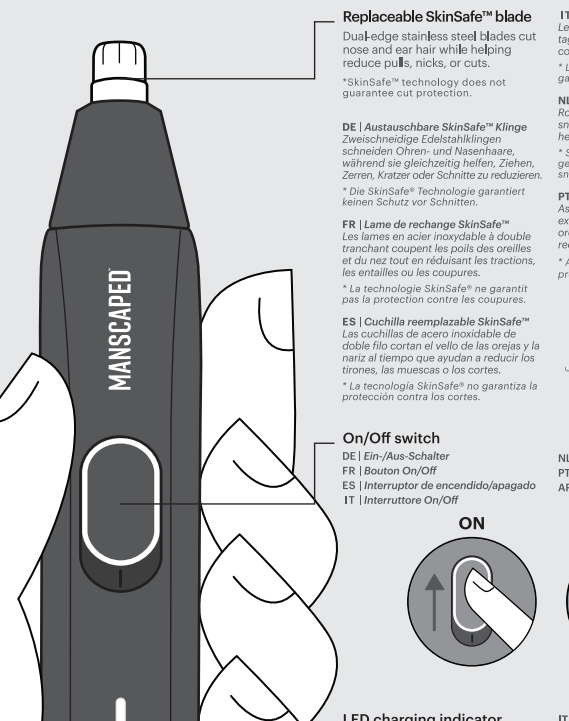 Replaceable SkinSafe™ blade
Dual-edge stainless steel blades cut
nose and ear hair while helping
reduce pulls, nicks, or cuts.
*SkinSafe™ technology does not
guarantee cut protection.
DE | Austauschbare SkinSafe™ Klinge
Zweischneidige Edelstahlklingen
schneiden Ohren- und Nasenhaare,
während sie gleichzeitig helfen, Ziehen,
Zerren, Kratzer oder Schnitte zu reduzieren.
* Die SkinSafe® Technologie garantiert
keinen Schutz vor Schnitten.
FR | Lame de rechange SkinSafe™
Les lames en acier inoxydable à double
tranchant coupent les poils des oreilles
et du nez tout en réduisant les tractions,
les entailles ou les coupures.
* La technologie SkinSafe® ne garantit
pas la protection contre les coupures.
ES | Cuchilla reemplazable SkinSafe™
Las cuchillas de acero inoxidable de
doble filo cortan el vello de las orejas y la
nariz al tiempo que ayudan a reducir los
tirones, las muescas o los cortes.
* La tecnología SkinSafe® no garantiza la
protección contra los cortes.
MANSCAPED
On/Off switch
DE | Ein-/Aus-Schalter
FR | Bouton On/Off
ES | Interruptor de encendido/apagado
IT | Interruttore On/Off
ON
LED charging indicator
IT
Le
NL
PT
As
NL
PT
IT